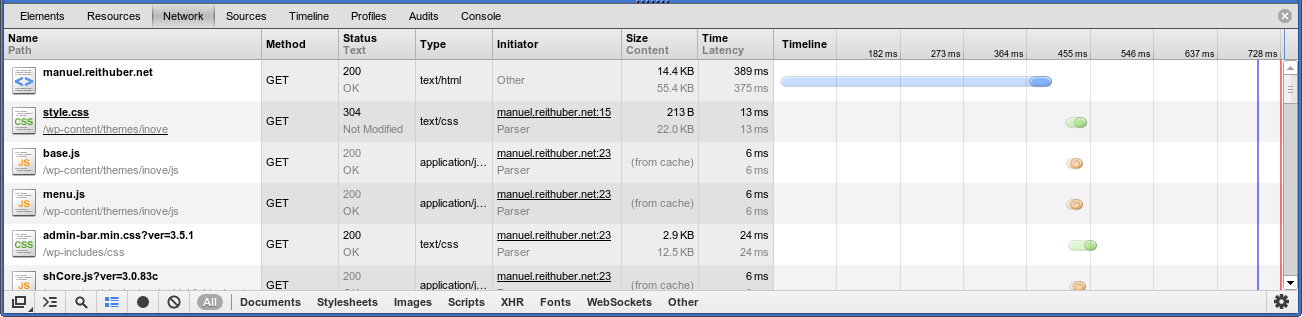 Elements Resources Network Sources Timeline Profiles Audits Console
Name Path Method Status Text Type Initiator Size Content Time Latency Timeline 182 ms 273 ms 364 ms 455 ms 546 ms 637 ms 728 ms
manuel.reithuber.net GET 200 OK text/html Other 14.4 KB 55.4 KB 389 ms 375 ms
style.css /wp-content/themes/inove GET 304 Not Modified text/css manuel.reithuber.net:15 Parser 213 B 22.0 KB 13 ms 13 ms
base.js /wp-content/themes/inove/js GET 200 OK application/j... manuel.reithuber.net:23 Parser (from cache) 6 ms 6 ms
menu.js /wp-content/themes/inove/js GET 200 OK application/j... manuel.reithuber.net:23 Parser (from cache) 6 ms 6 ms
admin-bar.min.css?ver=3.5.1 /wp-includes/css GET 200 OK text/css manuel.reithuber.net:23 Parser 2.9 KB 12.5 KB 24 ms 24 ms
shCore.js?ver=3.0.83c GET 200 application/j... manuel.reithuber.net:23 (from cache) 6 ms
All Documents Stylesheets Images Scripts XHR Fonts WebSockets Other